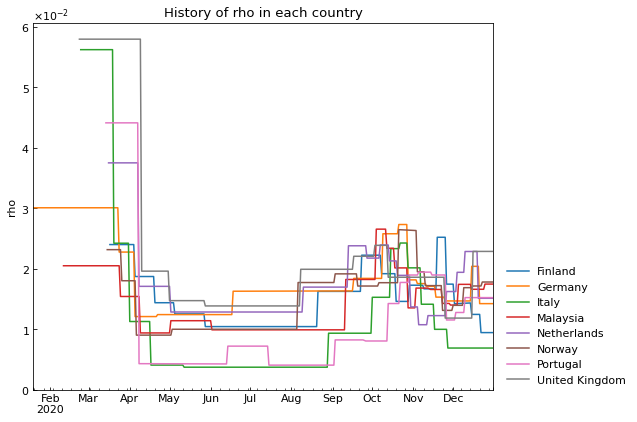 History of rho in each country
×10⁻²
6
5
4
3
2
1
0
rho
Feb Mar Apr May Jun Jul Aug Sep Oct Nov Dec
2020
Finland
Germany
Italy
Malaysia
Netherlands
Norway
Portugal
United Kingdom